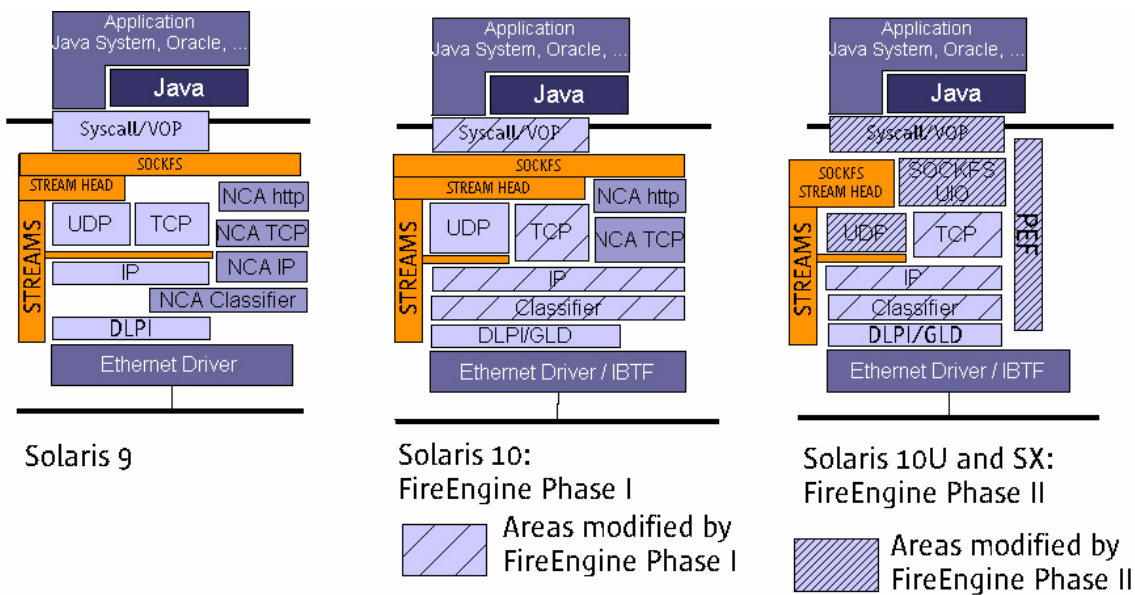 Application
Java System, Oracle, ...
Java
Syscall/VOP
SOCKFS
STREAM HEAD
NCA http
UDP
TCP
NCA TCP
STREAMS
IP
NCA IP
NCA Classifier
DLPI
Ethernet Driver
Solaris 9
Application
Java System, Oracle, ...
Java
Syscall/VOP
SOCKFS
STREAM HEAD
NCA http
UDP
TCP
NCA TCP
STREAMS
IP
Classifier
DLPI/GLD
Ethernet Driver / IBTF
Solaris 10:
FireEngine Phase I
Areas modified by
FireEngine Phase I
Application
Java System, Oracle, ...
Java
Syscall/VOP
SOCKFS
STREAM HEAD
SOCKFS
UIO
PEF
UDP
TCP
STREAMS
IP
Classifier
DLPI/GLD
Ethernet Driver / IBTF
Solaris 10U and SX:
FireEngine Phase II
Areas modified by
FireEngine Phase II